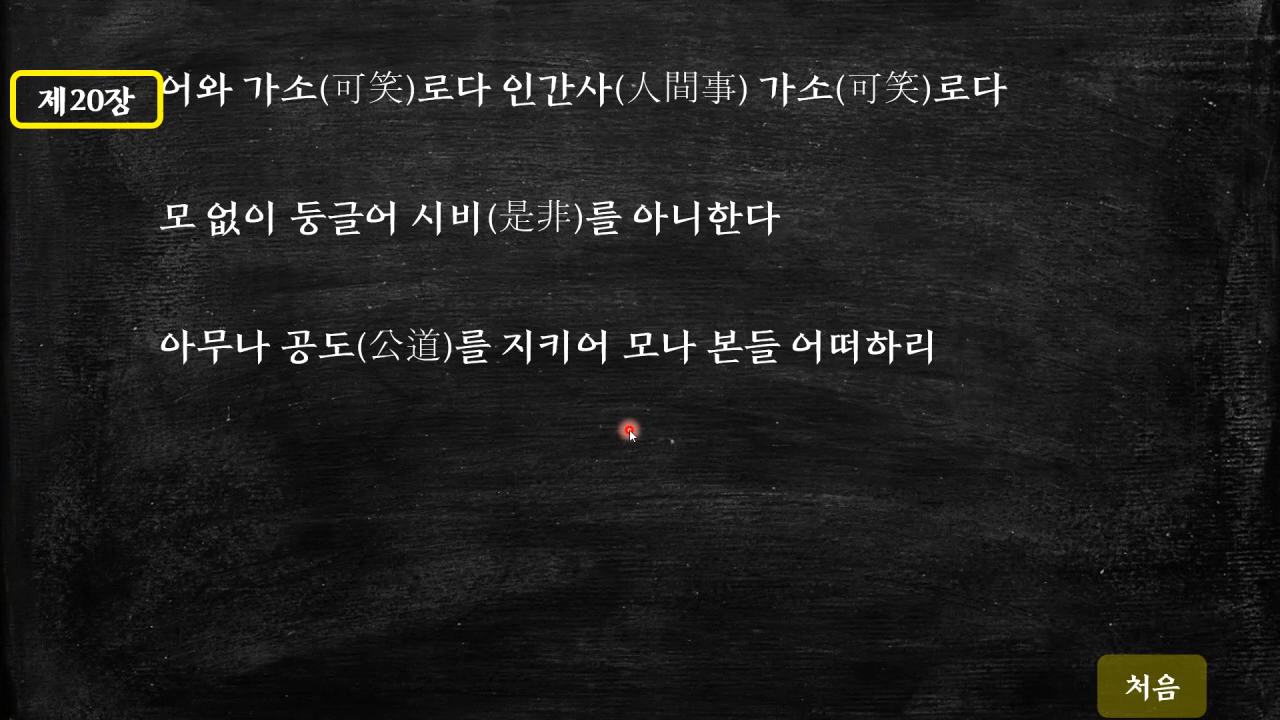 제20장
어와 가소(可笑)로다 인간사(人間事) 가소(可笑)로다
모 없이 둥글어 시비(是非)를 아니한다
아무나 공도(公道)를 지키어 모나 본들 어떠하리
처음